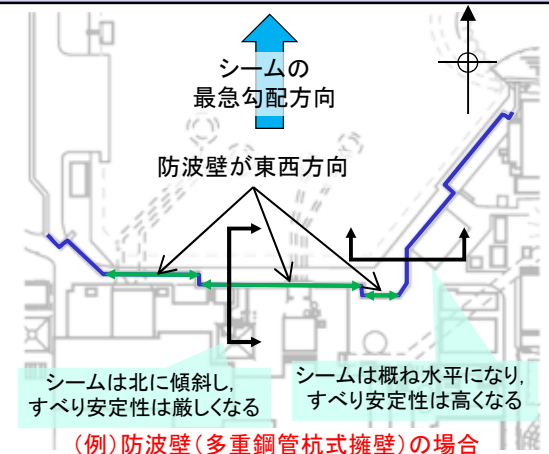 シームの
最急勾配方向
防波壁が東西方向
シームは北に傾斜し,
すべり安定性は厳しくなる
シームは概ね水平になり,
すべり安定性は高くなる
(例)防波壁(多重鋼管杭式擁壁)の場合